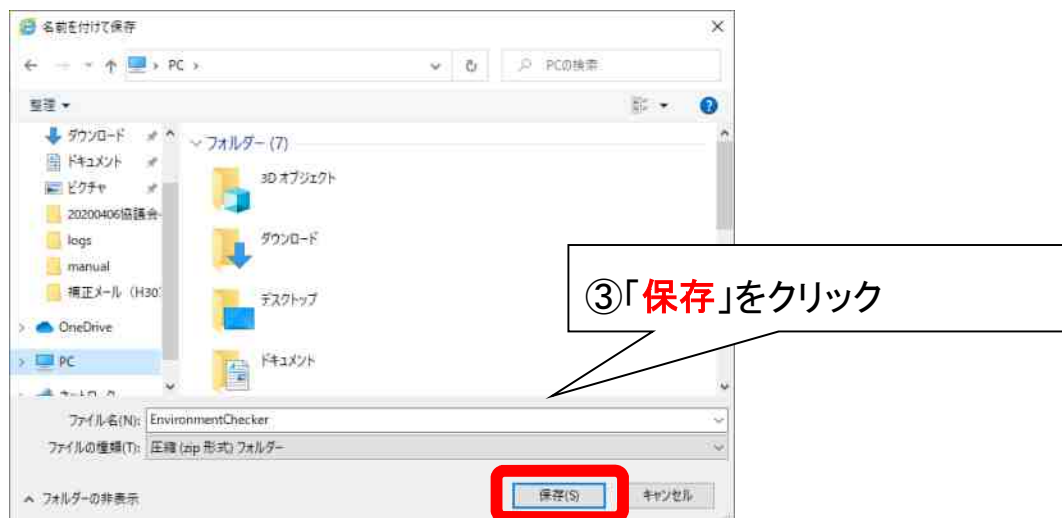 名前を付けて保存
PC
PCの検索
整理
ダウンロード
ドキュメント
ピクチャ
20200406協議会-
logs
manual
補正メール（H30
OneDrive
PC
ネットワーク
フォルダー (7)
3D オブジェクト
ダウンロード
デスクトップ
ドキュメント
③「保存」をクリック
ファイル名(N): EnvironmentChecker
ファイルの種類(T): 圧縮 (zip 形式) フォルダー
フォルダーの非表示
保存(S)
キャンセル